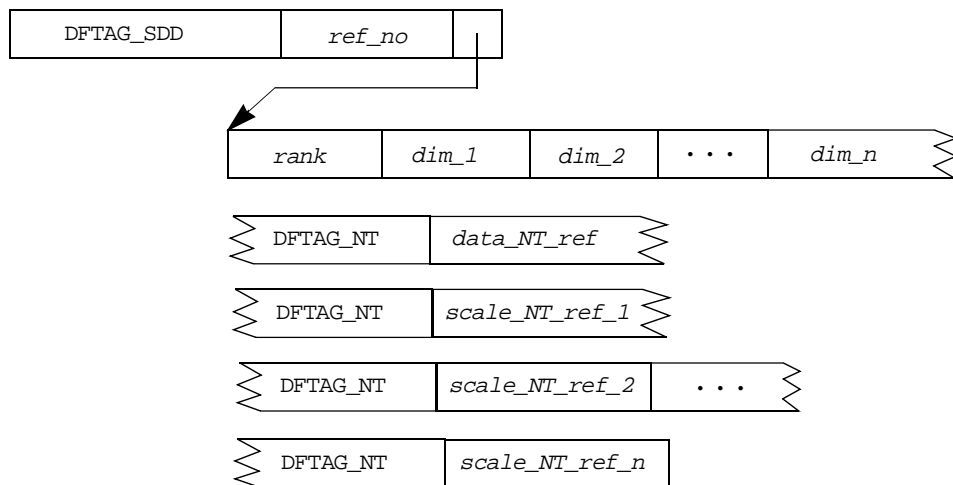 DFTAG_SDD ref_no
rank dim_1 dim_2 ... dim_n
DFTAG_NT data_NT_ref
DFTAG_NT scale_NT_ref_1
DFTAG_NT scale_NT_ref_2 ...
DFTAG_NT scale_NT_ref_n